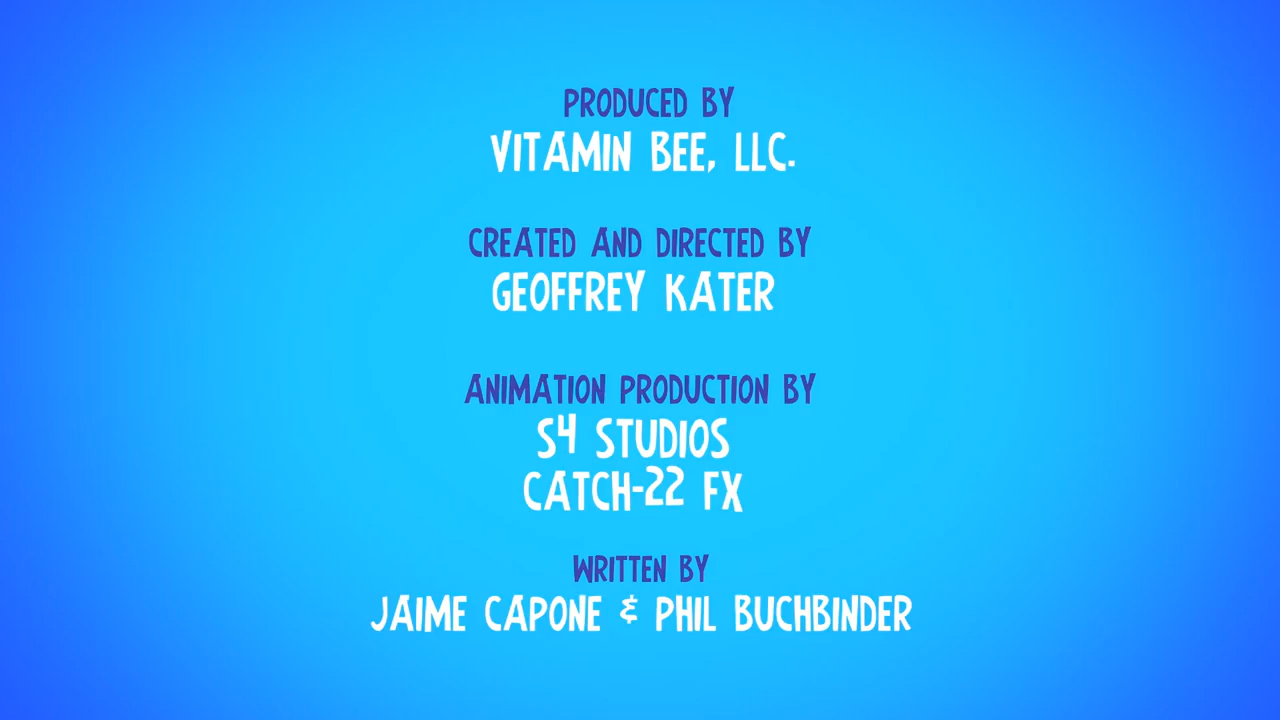 PRODUCED BY
VITAMIN BEE, LLC.
CREATED AND DIRECTED BY
GEOFFREY KATER
ANIMATION PRODUCTION BY
S4 STUDIOS
CATCH-22 FX
WRITTEN BY
JAIME CAPONE & PHIL BUCHBINDER